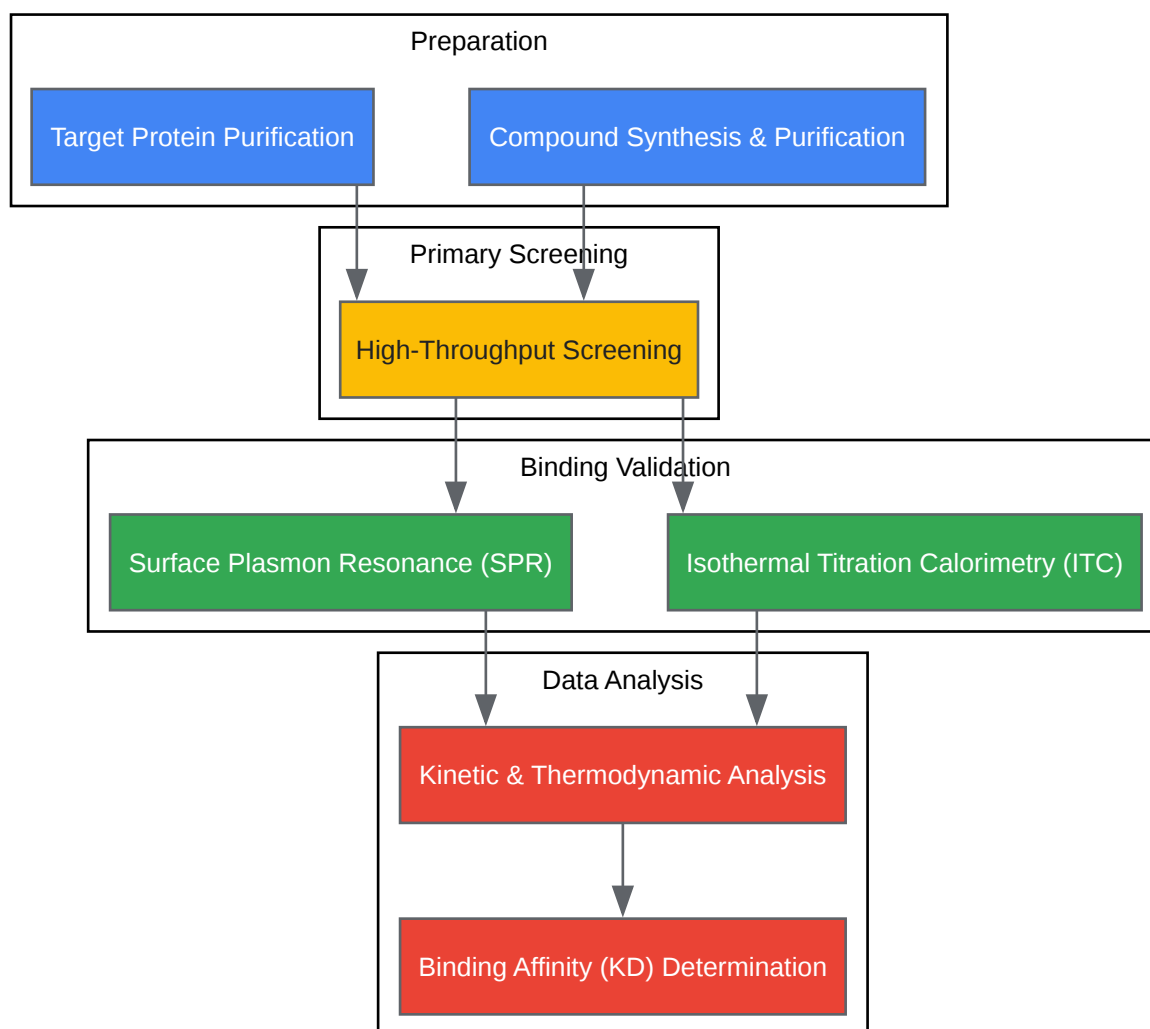 Preparation
Target Protein Purification
Compound Synthesis & Purification
Primary Screening
High-Throughput Screening
Binding Validation
Surface Plasmon Resonance (SPR)
Isothermal Titration Calorimetry (ITC)
Data Analysis
Kinetic & Thermodynamic Analysis
Binding Affinity (KD) Determination